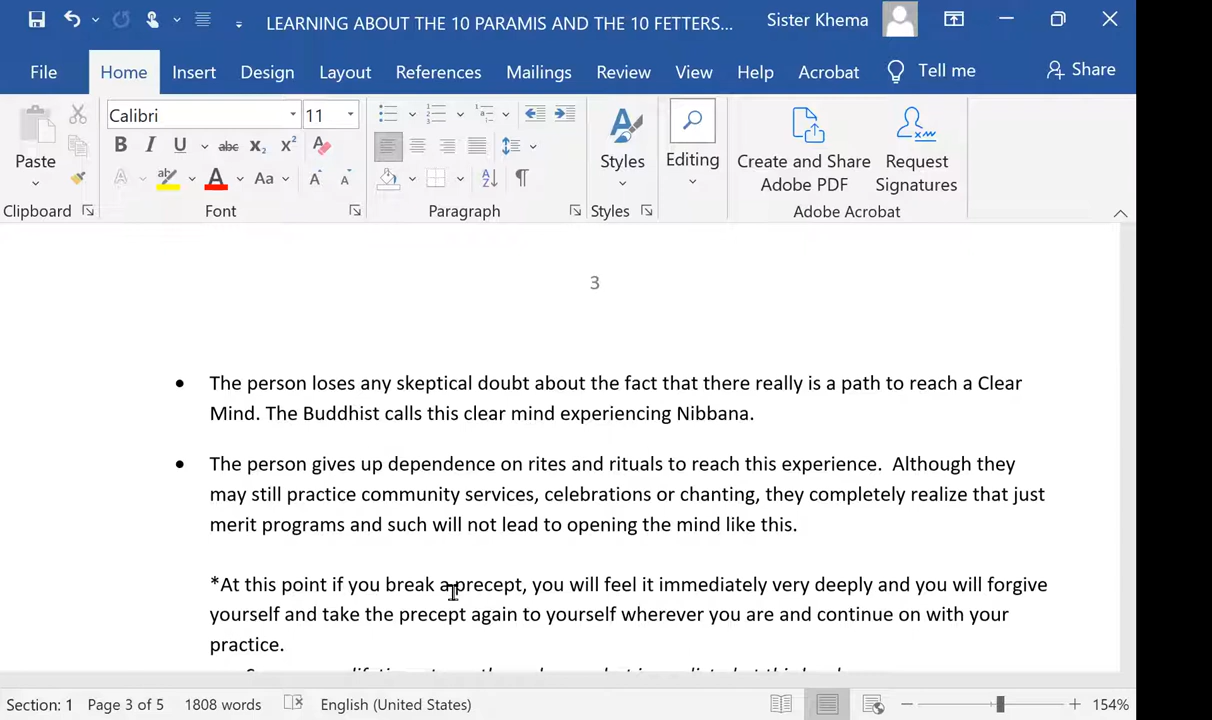 LEARNING ABOUT THE 10 PARAMIS AND THE 10 FETTERS...
Sister Khema
File Home Insert Design Layout References Mailings Review View Help Acrobat Tell me Share
Calibri 11
Paste
Styles
Editing
Create and Share Adobe PDF
Request Signatures
Clipboard Font Paragraph Styles Adobe Acrobat
3
• The person loses any skeptical doubt about the fact that there really is a path to reach a Clear
Mind. The Buddhist calls this clear mind experiencing Nibbana.
• The person gives up dependence on rites and rituals to reach this experience.  Although they
may still practice community services, celebrations or chanting, they completely realize that just
merit programs and such will not lead to opening the mind like this.
*At this point if you break a precept, you will feel it immediately very deeply and you will forgive
yourself and take the precept again to yourself wherever you are and continue on with your
practice.
Section: 1 Page 3 of 5 1808 words English (United States) 154%